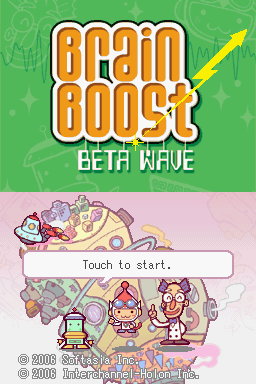 Brain
Boost
BETA WAVE
Touch to start.
© 2006 Softasia Inc.
© 2006 Interchannel-Holon Inc.